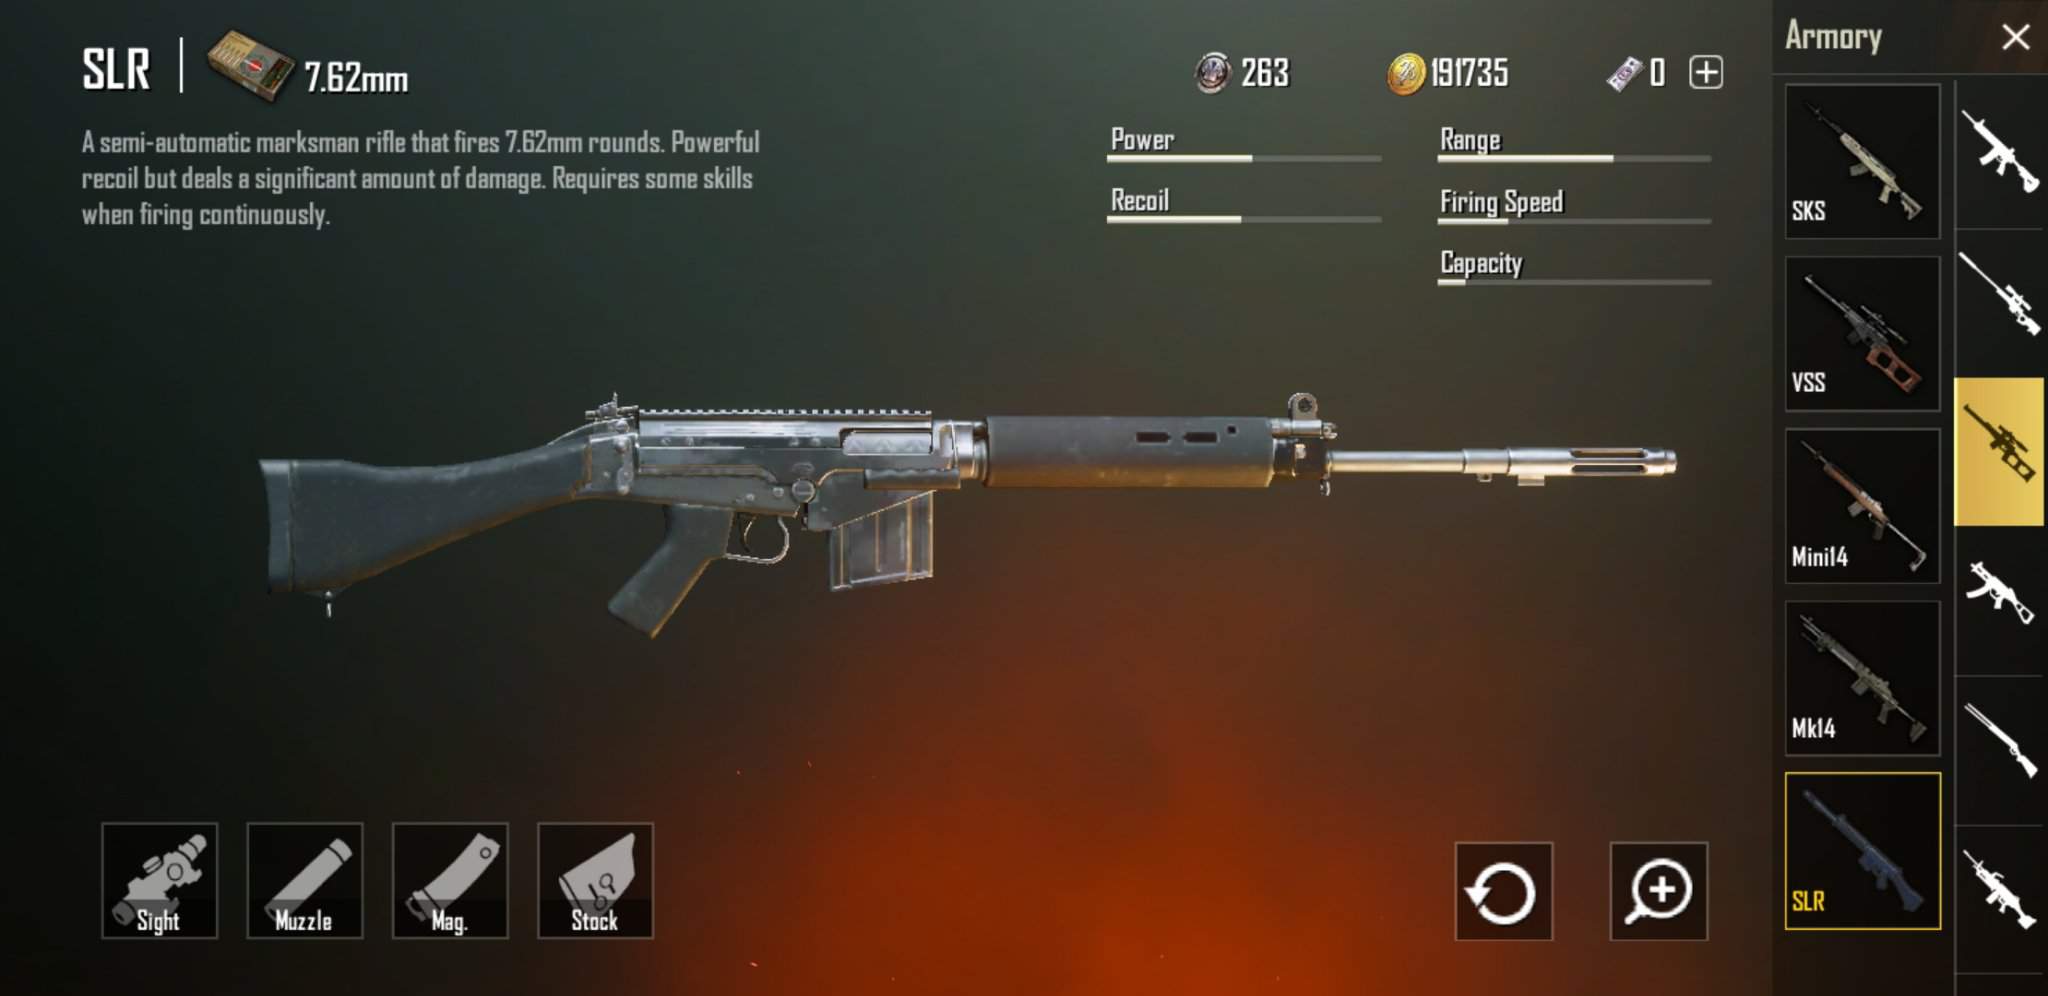 SLR
7.62mm
263
191735
0
Armory
A semi-automatic marksman rifle that fires 7.62mm rounds. Powerful
recoil but deals a significant amount of damage. Requires some skills
when firing continuously.
Power
Range
Recoil
Firing Speed
Capacity
SKS
VSS
Mini14
Mk14
SLR
Sight
Muzzle
Mag.
Stock